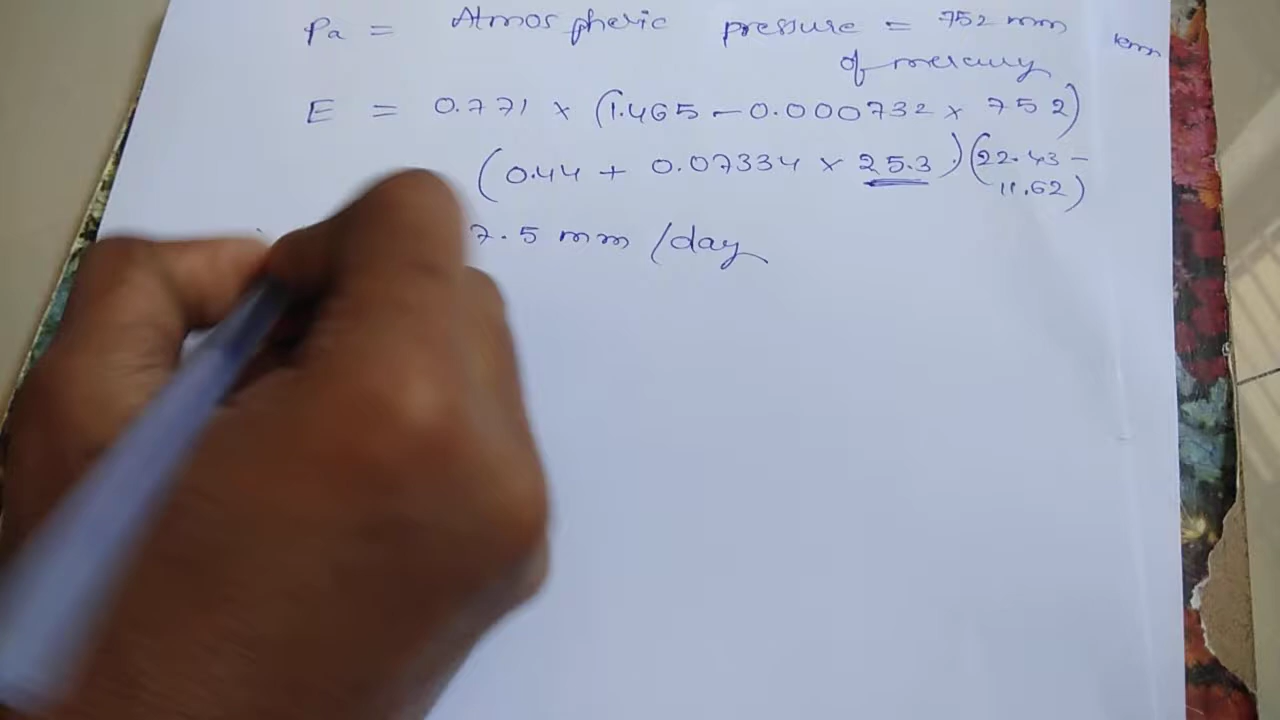 Pa = Atmospheric pressure = 752 mm
of mercury
E = 0.771 × (1.465 - 0.000732 × 752)
(0.44 + 0.07334 × 25.3) (22.43 -
11.62)
7.5 mm /day